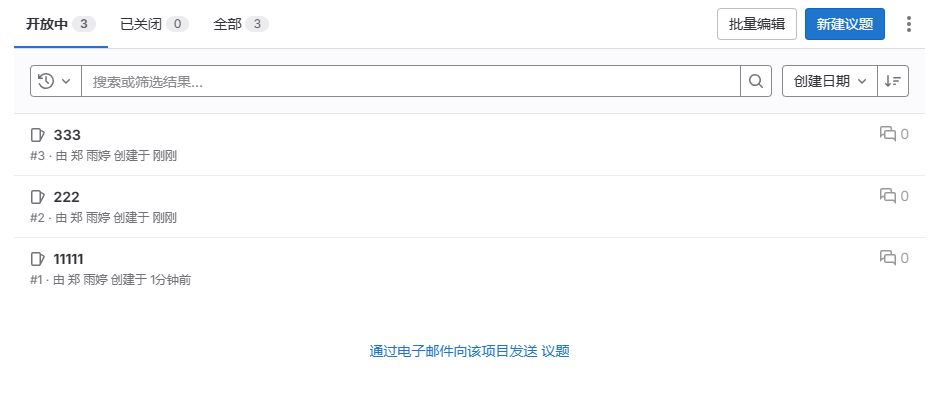 开放中 3 已关闭 0 全部 3 批量编辑 新建议题
搜索或筛选结果... 创建日期
333 0
#3 · 由 郑 雨婷 创建于 刚刚
222 0
#2 · 由 郑 雨婷 创建于 刚刚
11111 0
#1 · 由 郑 雨婷 创建于 1分钟前
通过电子邮件向该项目发送 议题